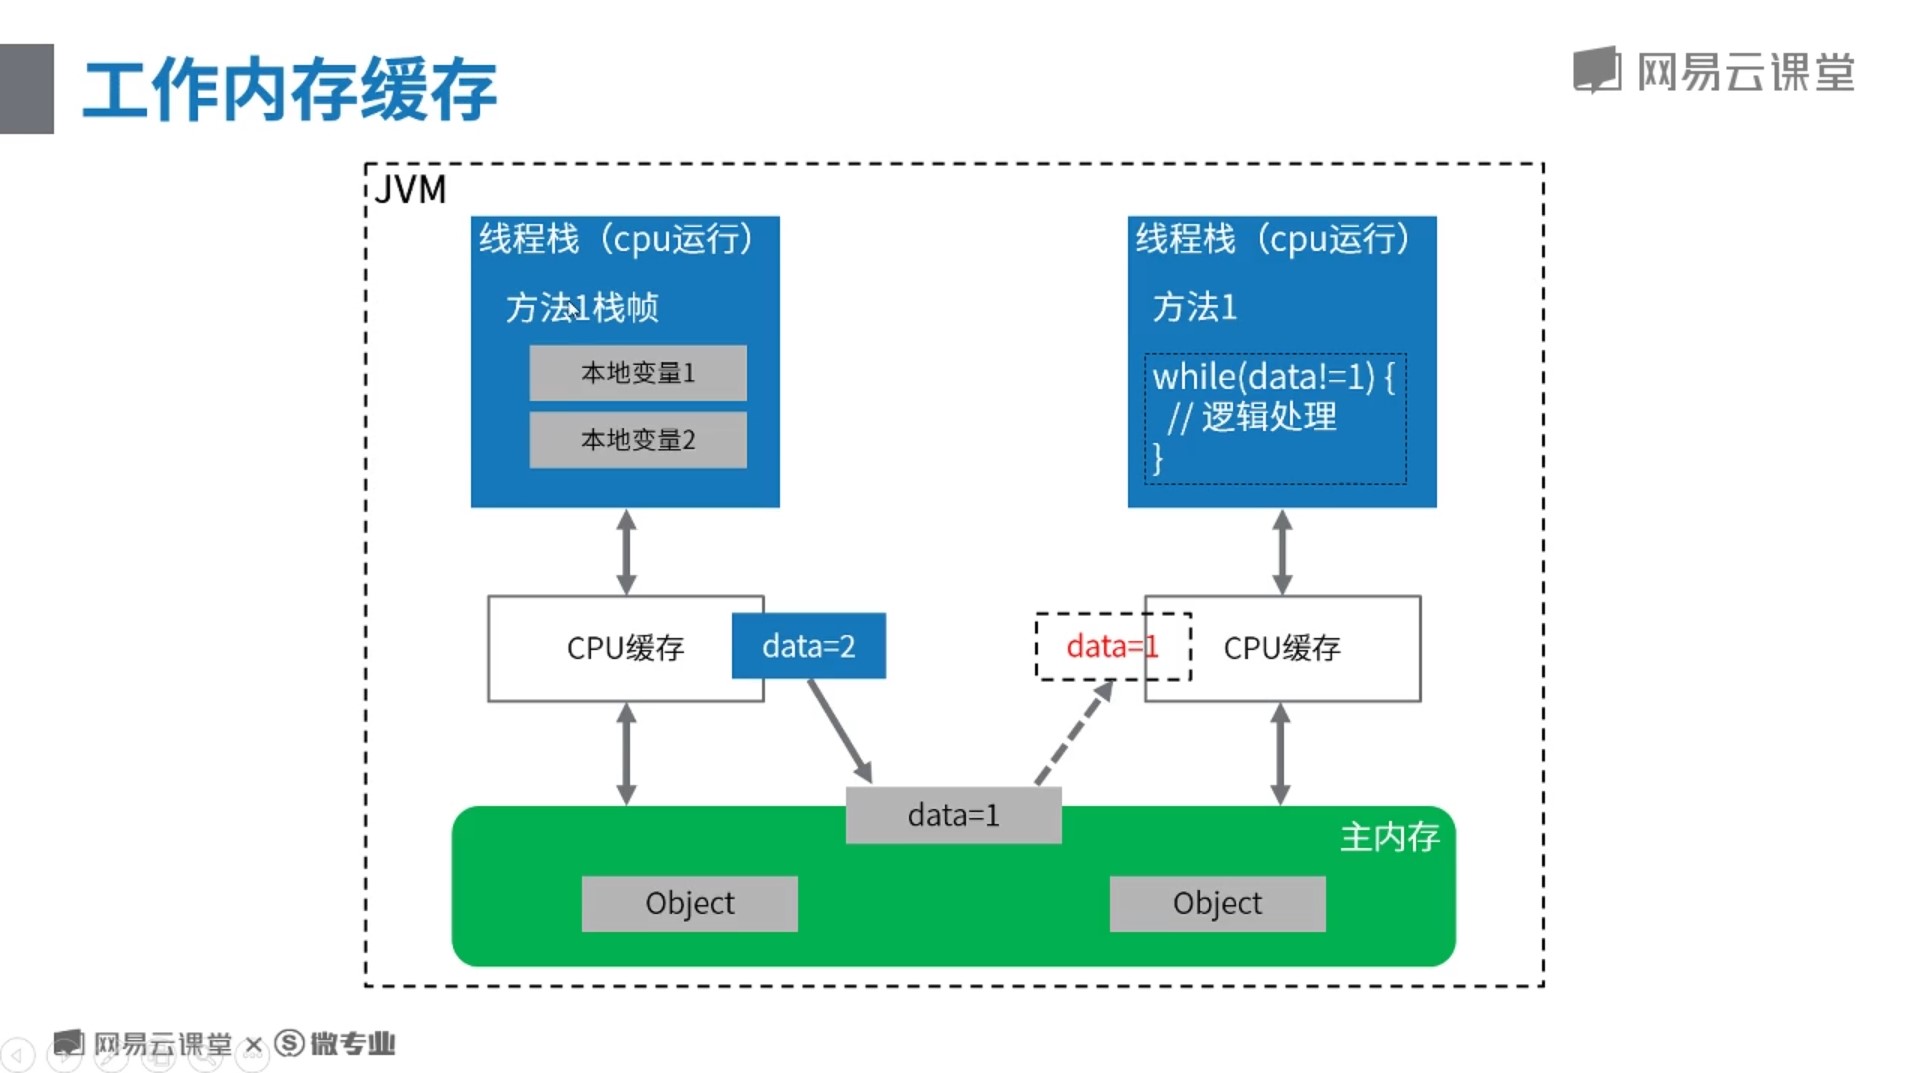 工作内存缓存
网易云课堂
JVM
线程栈（cpu运行）
方法1栈帧
本地变量1
本地变量2
线程栈（cpu运行）
方法1
while(data!=1) {
// 逻辑处理
}
CPU缓存
data=2
data=1
CPU缓存
data=1
主内存
Object
Object
网易云课堂 × S 微专业